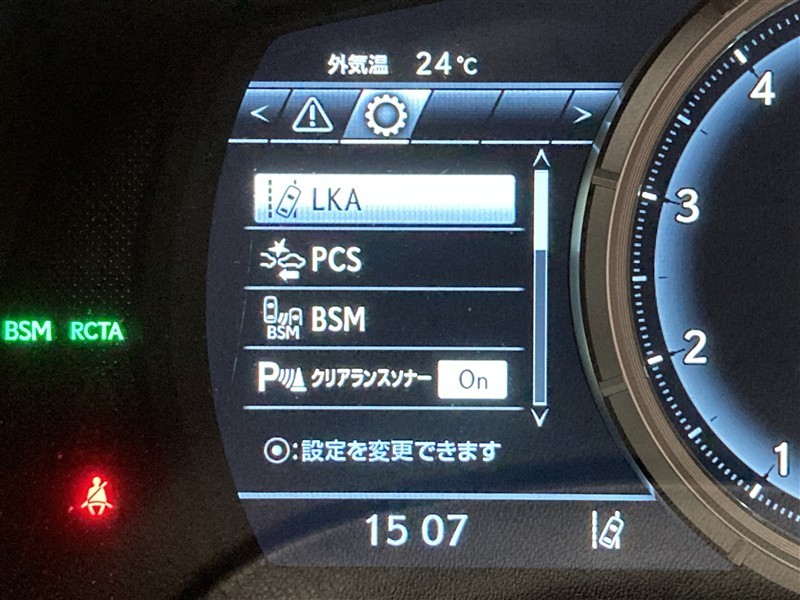 外気温 24℃
< >
LKA
PCS
BSM BSM
P クリアランスソナー On
◉:設定を変更できます
15 07
BSM RCTA
4
3
2
1